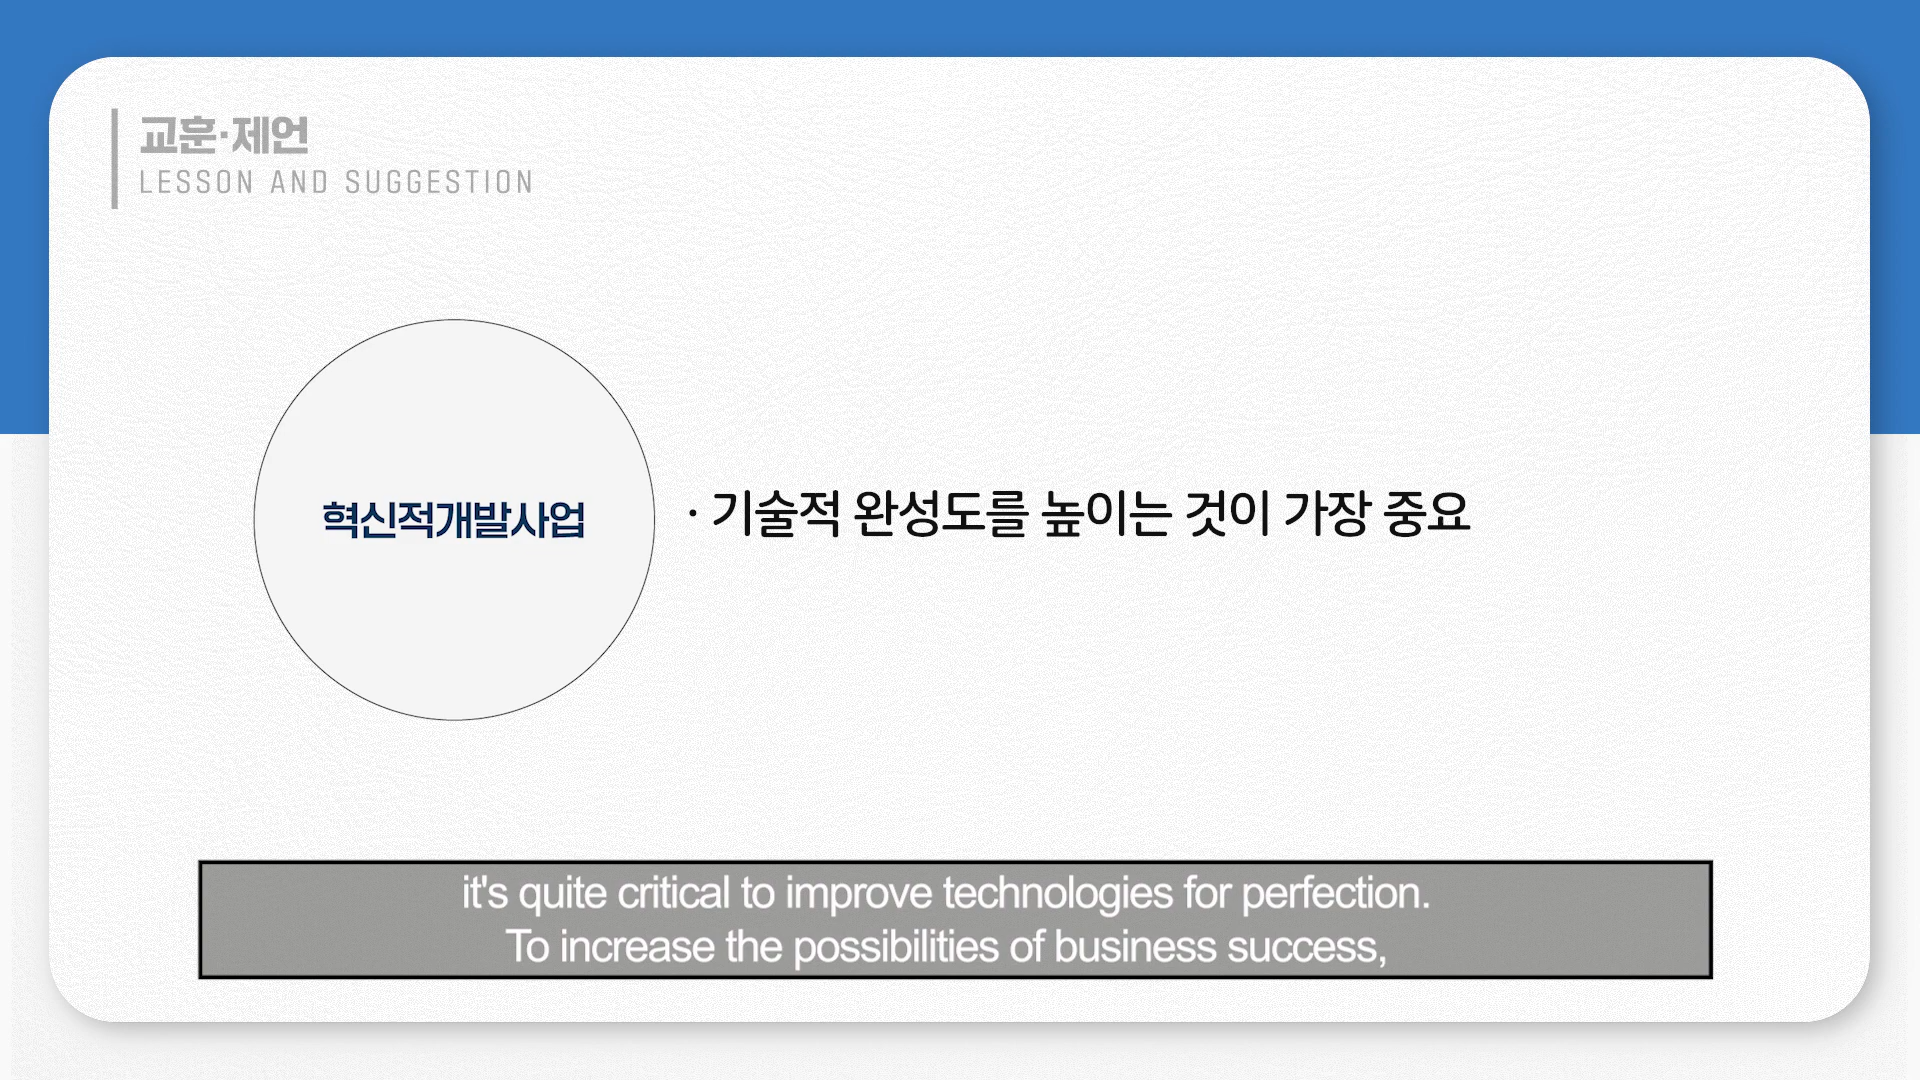 교훈·제언
LESSON AND SUGGESTION
혁신적개발사업
· 기술적 완성도를 높이는 것이 가장 중요
it's quite critical to improve technologies for perfection.
To increase the possibilities of business success,